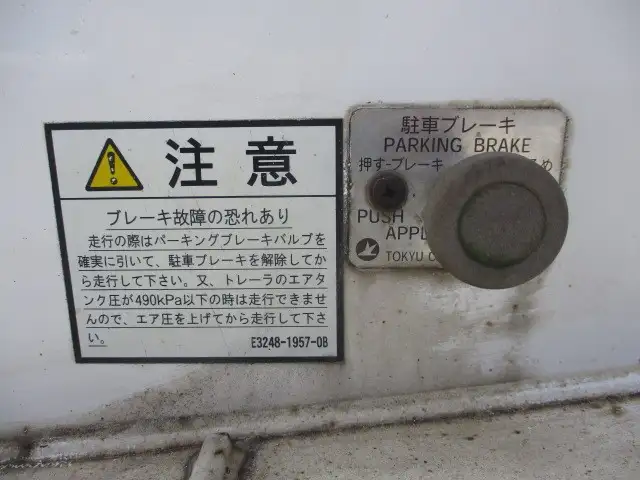 注意
ブレーキ故障の恐れあり
走行の際はパーキングブレーキバルブを
確実に引いて、駐車ブレーキを解除してか
ら走行して下さい。又、トレーラのエアタ
ンク圧が490kPa以下の時は走行できませ
んので、エア圧を上げてから走行して下さ
い。
E3248-1957-0B
駐車ブレーキ
PARKING BRAKE
押す-ブレーキ
PUSH
TOKYU